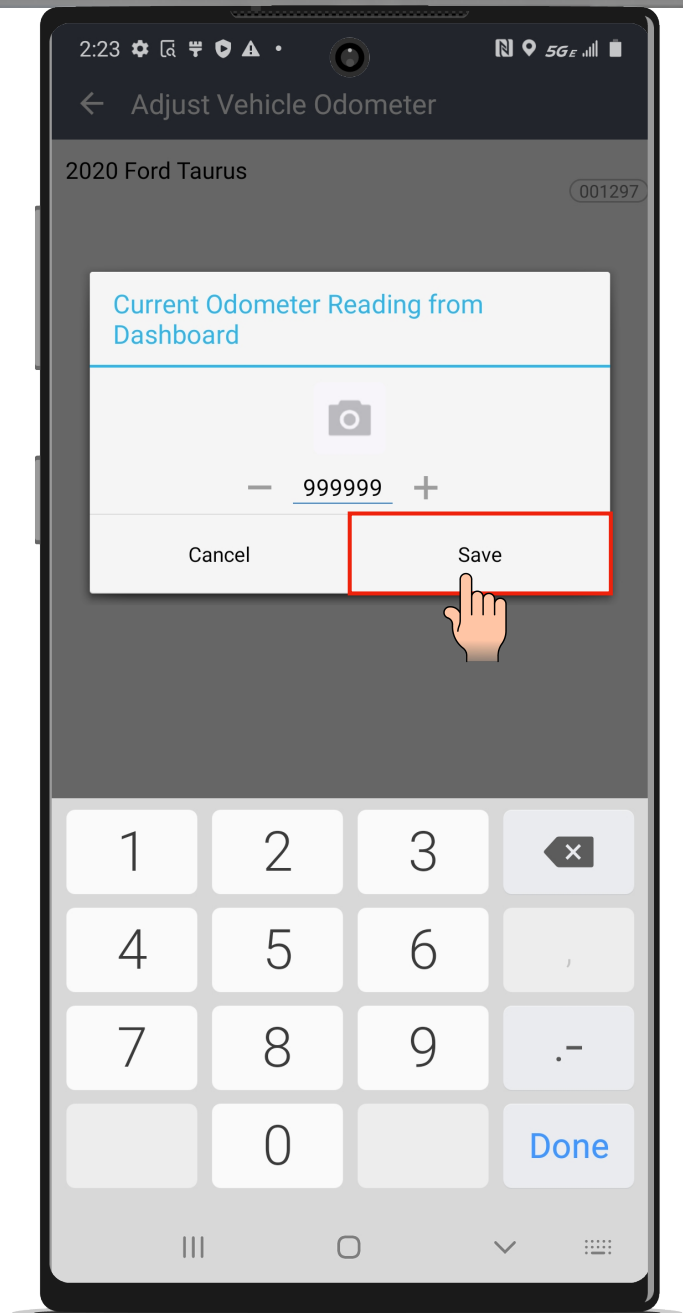 2:23 5GE
Adjust Vehicle Odometer
2020 Ford Taurus
001297
Current Odometer Reading from
Dashboard
999999
Cancel Save
1 2 3
4 5 6 ,
7 8 9 .-
0 Done